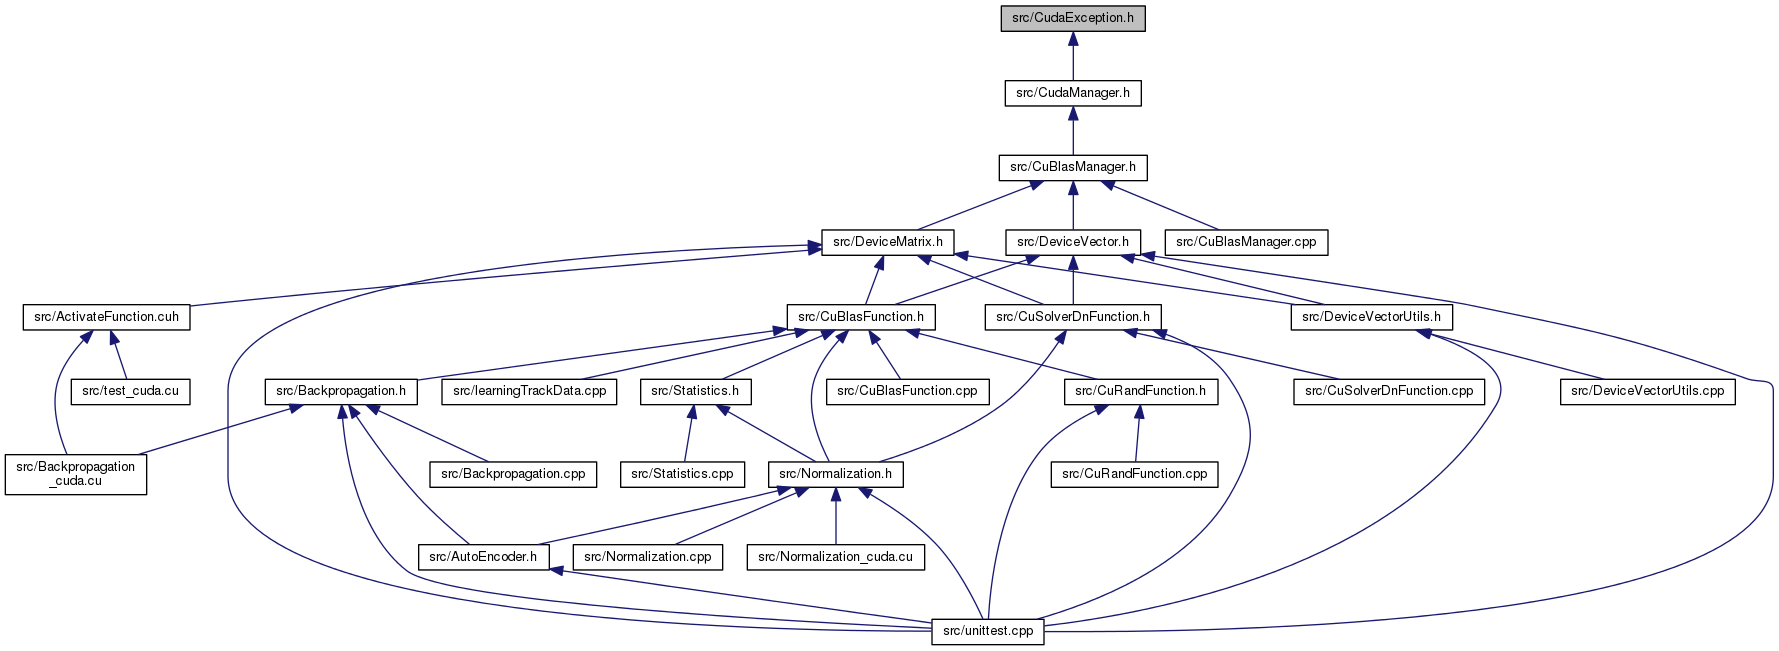 src/CudaException.h
src/CudaManager.h
src/CuBlasManager.h
src/DeviceMatrix.h
src/DeviceVector.h
src/CuBlasManager.cpp
src/ActivateFunction.cuh
src/CuBlasFunction.h
src/CuSolverDnFunction.h
src/DeviceVectorUtils.h
src/test_cuda.cu
src/Backpropagation.h
src/learningTrackData.cpp
src/Statistics.h
src/CuBlasFunction.cpp
src/CuRandFunction.h
src/CuSolverDnFunction.cpp
src/DeviceVectorUtils.cpp
src/Backpropagation
_cuda.cu
src/Backpropagation.cpp
src/Statistics.cpp
src/Normalization.h
src/CuRandFunction.cpp
src/AutoEncoder.h
src/Normalization.cpp
src/Normalization_cuda.cu
src/unittest.cpp